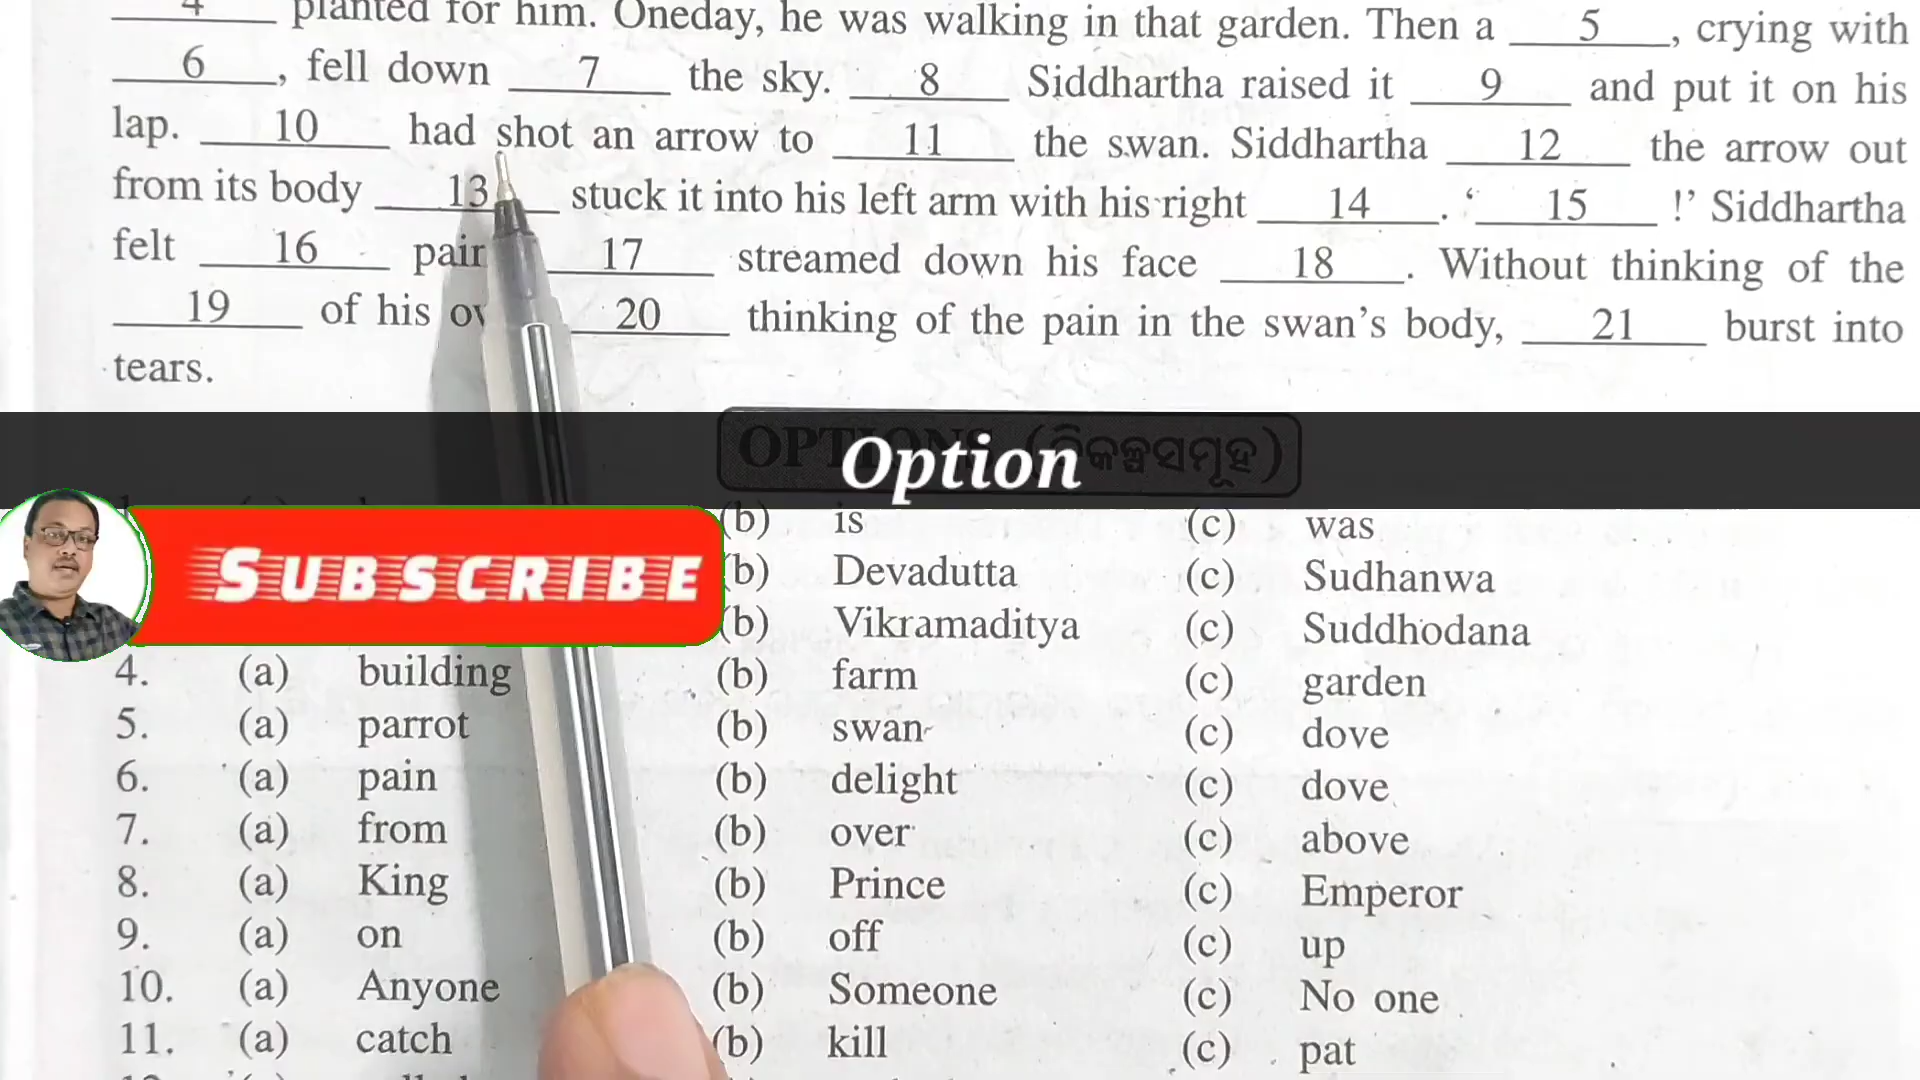 4 planted for him. Oneday, he was walking in that garden. Then a 5, crying with
6, fell down 7 the sky. 8 Siddhartha raised it 9 and put it on his
lap. 10 had shot an arrow to 11 the swan. Siddhartha 12 the arrow out
from its body 13 stuck it into his left arm with his right 14. ‘15!’ Siddhartha
felt 16 17 streamed down his face 18. Without thinking of the
19 of his 20 thinking of the pain in the swan’s body, 21 burst into
tears.
OPTIONS (ବିକଳ୍ପସମୂହ)
Option
(b) is (c) was
SUBSCRIBE
(b) Devadutta (c) Sudhanwa
(b) Vikramaditya (c) Suddhodana
4. (a) building (b) farm (c) garden
5. (a) parrot (b) swan (c) dove
6. (a) pain (b) delight (c) dove
7. (a) from (b) over (c) above
8. (a) King (b) Prince (c) Emperor
9. (a) on (b) off (c) up
10. (a) Anyone (b) Someone (c) No one
11. (a) catch (b) kill (c) pat